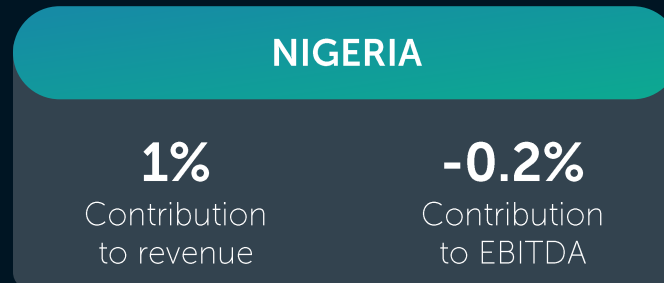 NIGERIA
1%
Contribution
to revenue
-0.2%
Contribution
to EBITDA